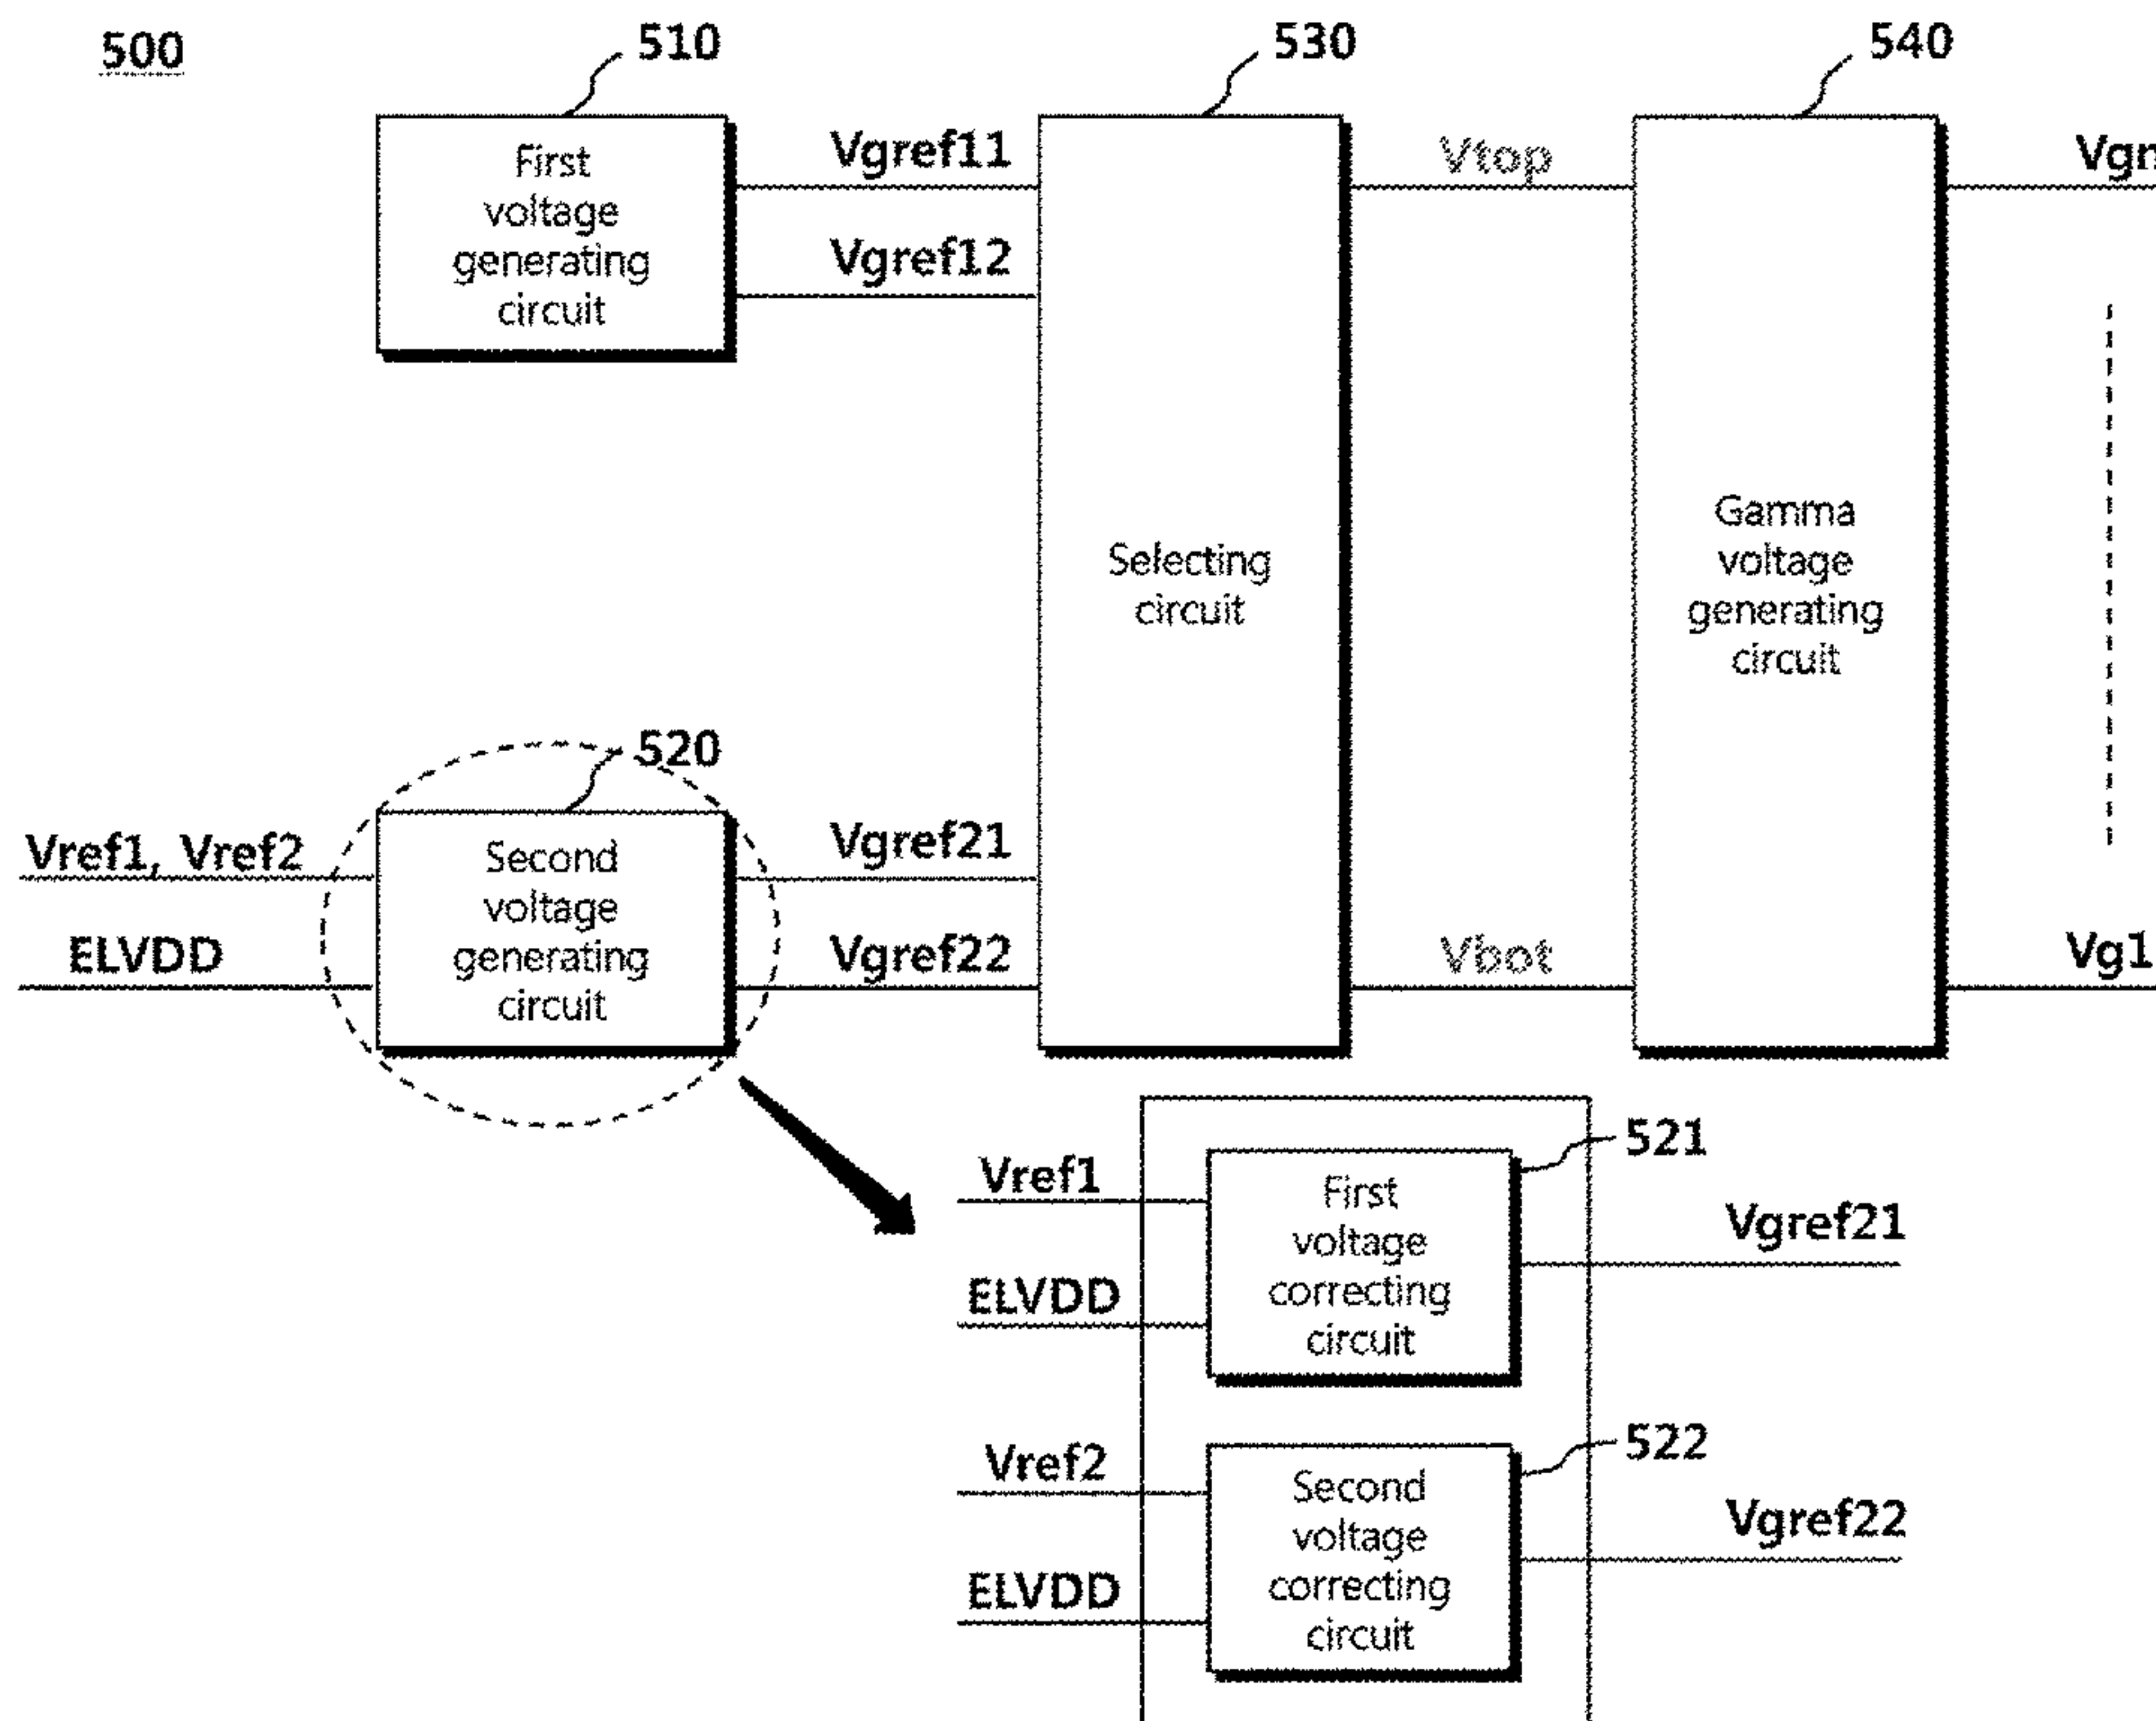 500
510
530
540
First
voltage
generating
circuit
Vgref11
Vgref12
Vtop
Selecting
circuit
Gamma
voltage
generating
circuit
520
Vref1, Vref2
ELVDD
Second
voltage
generating
circuit
Vgref21
Vgref22
Vbot
Vg1
Vref1
ELVDD
First
voltage
correcting
circuit
521
Vgref21
Vref2
ELVDD
Second
voltage
correcting
circuit
522
Vgref22